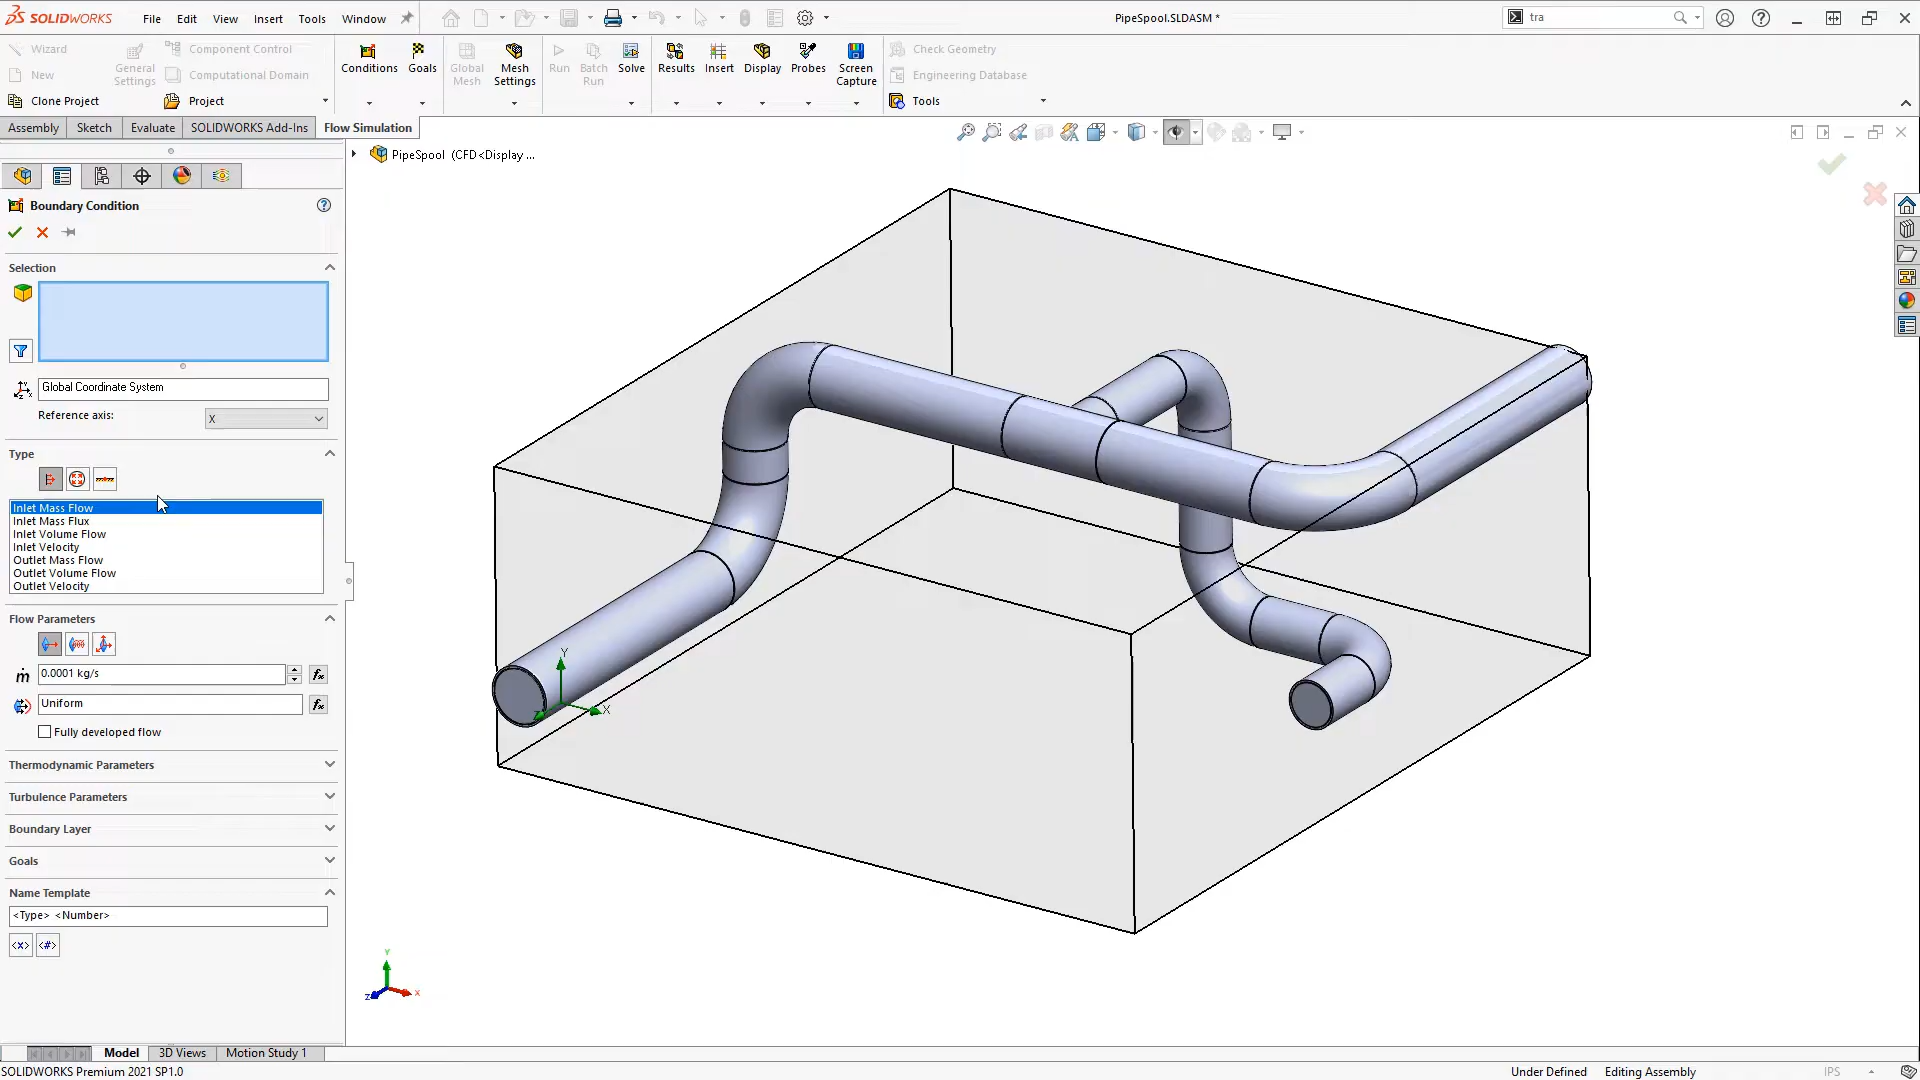 SOLIDWORKS
File
Edit
View
Insert
Tools
Window
PipeSpool.SLDASM *
tra
Wizard
New
Clone Project
General Settings
Component Control
Computational Domain
Project
Conditions
Goals
Global Mesh
Mesh Settings
Run
Batch Run
Solve
Results
Insert
Display
Probes
Screen Capture
Check Geometry
Engineering Database
Tools
Assembly
Sketch
Evaluate
SOLIDWORKS Add-Ins
Flow Simulation
PipeSpool (CFD<Display ...
Boundary Condition
Selection
Global Coordinate System
Reference axis:
X
Type
Inlet Mass Flow
Inlet Mass Flux
Inlet Volume Flow
Inlet Velocity
Outlet Mass Flow
Outlet Volume Flow
Outlet Velocity
Flow Parameters
ṁ
0.0001 kg/s
Uniform
Fully developed flow
Thermodynamic Parameters
Turbulence Parameters
Boundary Layer
Goals
Name Template
<Type> <Number>
<x>
<#>
Y
X
Z
Y
X
Z
Model
3D Views
Motion Study 1
SOLIDWORKS Premium 2021 SP1.0
Under Defined
Editing Assembly
IPS